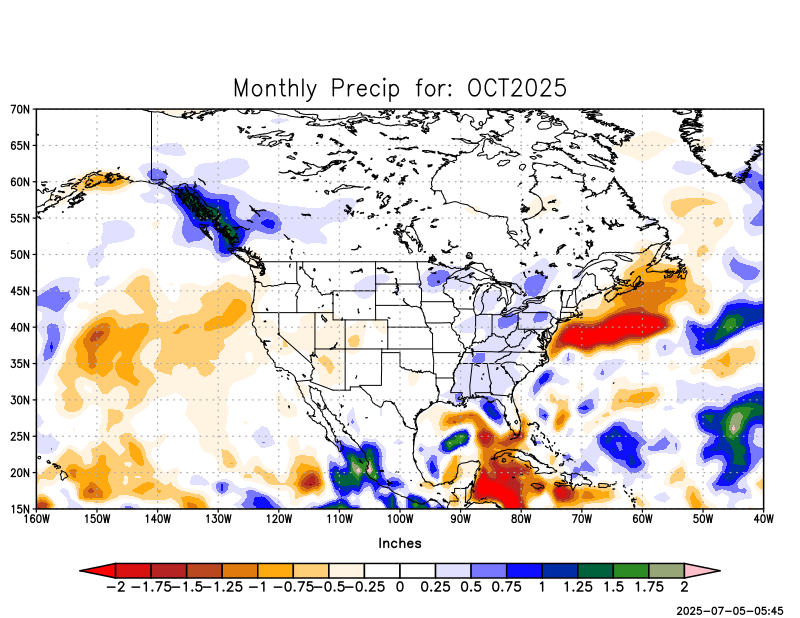 Monthly Precip for: OCT2025
70N
65N
60N
55N
50N
45N
40N
35N
30N
25N
20N
15N
160W 150W 140W 130W 120W 110W 100W 90W 80W 70W 60W 50W 40W
Inches
-2 -1.75 -1.5 -1.25 -1 -0.75 -0.5 -0.25 0 0.25 0.5 0.75 1 1.25 1.5 1.75 2
2025-07-05-05:45